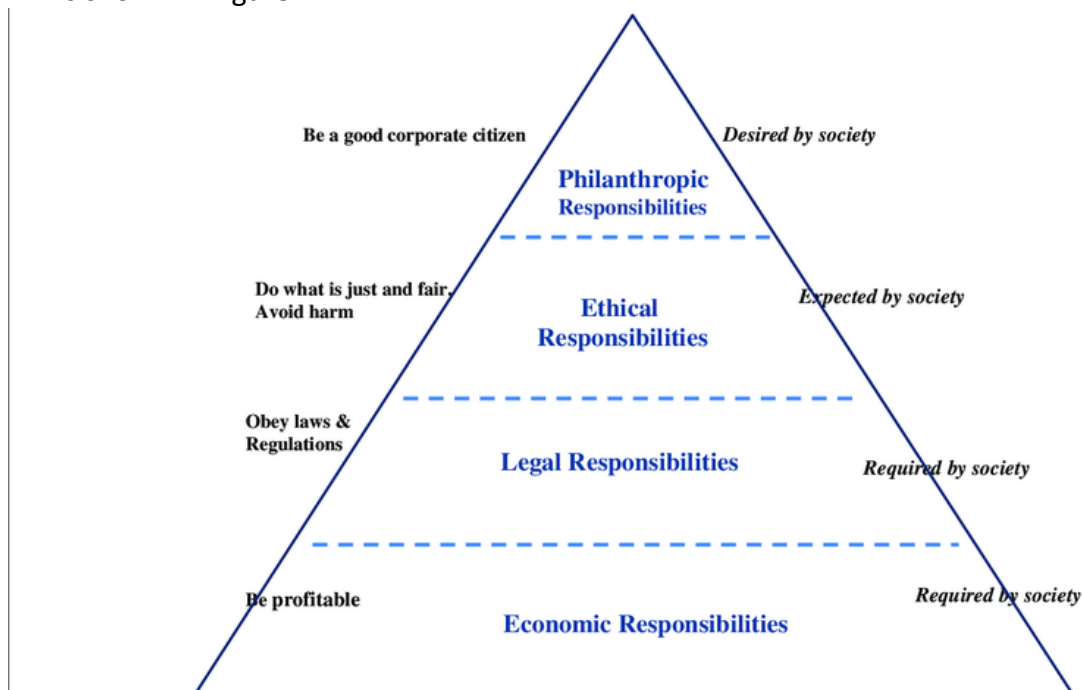 Be a good corporate citizen
Desired by society
Philanthropic
Responsibilities
Do what is just and fair,
Avoid harm
Expected by society
Ethical
Responsibilities
Obey laws &
Regulations
Legal Responsibilities
Required by society
Be profitable
Required by society
Economic Responsibilities